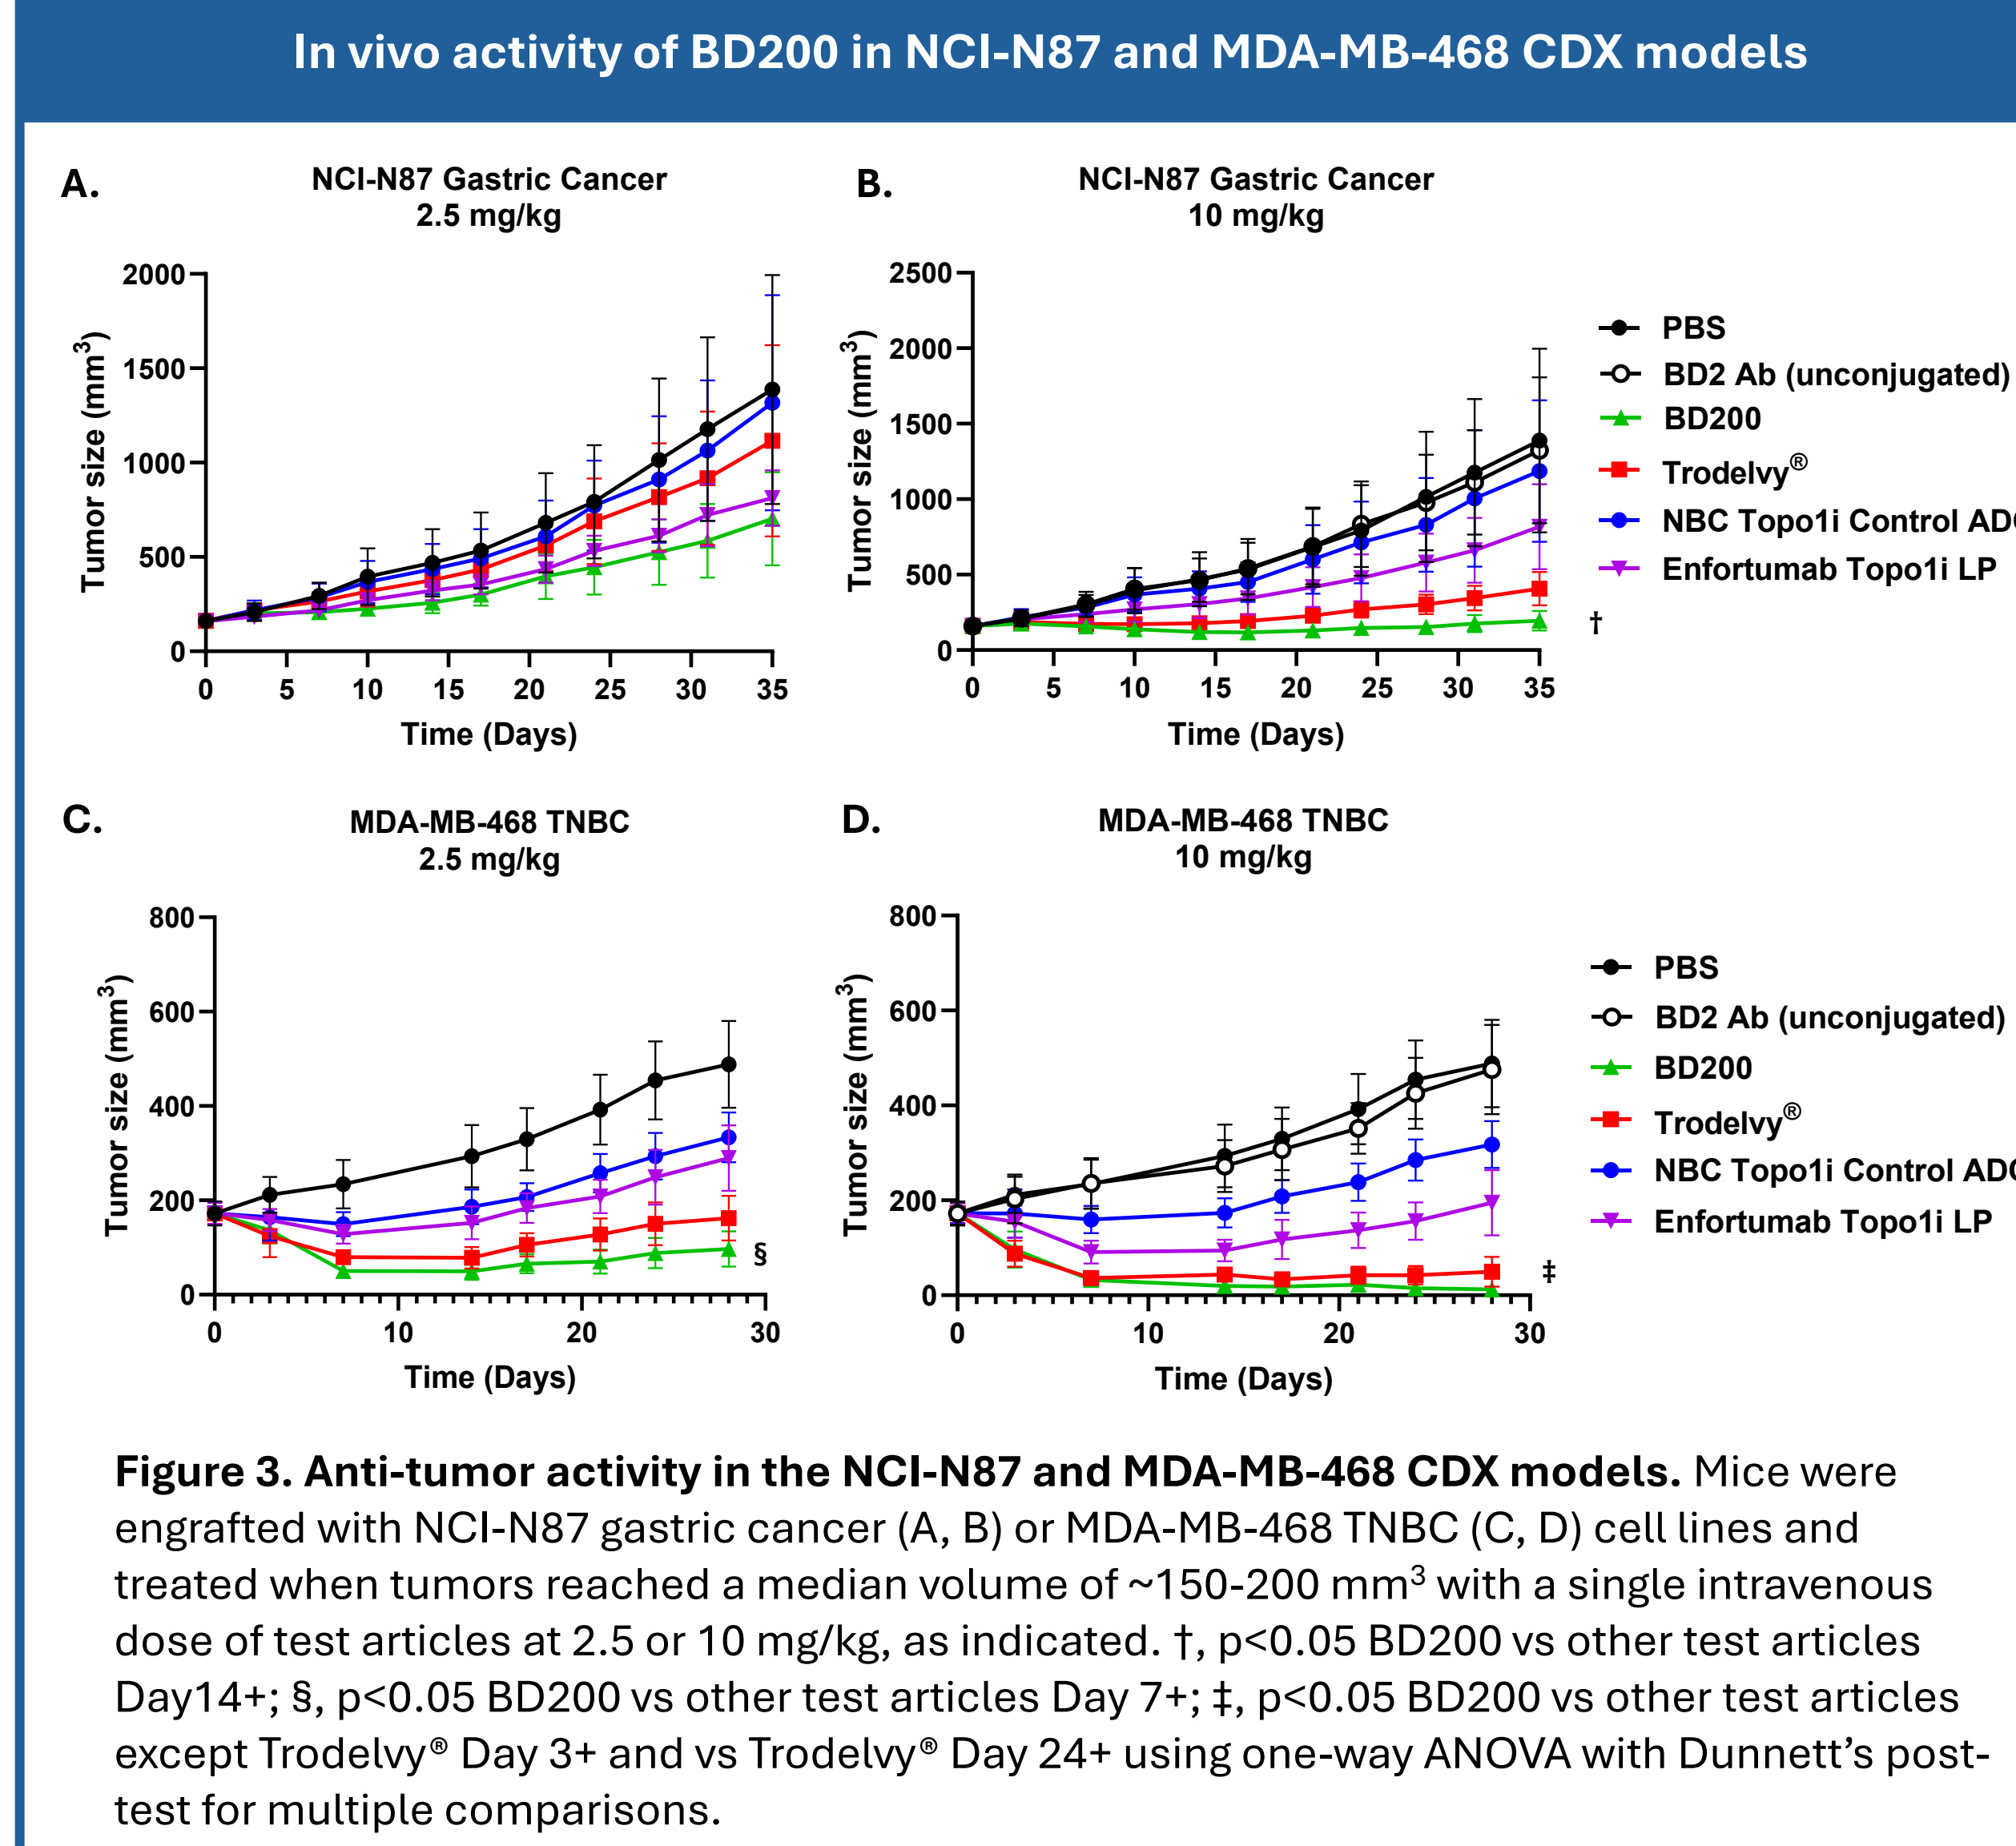 In vivo activity of BD200 in NCI-N87 and MDA-MB-468 CDX models
A.
NCI-N87 Gastric Cancer
2.5 mg/kg
Tumor size (mm³)
2000
1500
1000
500
0
0 5 10 15 20 25 30 35
Time (Days)
B.
NCI-N87 Gastric Cancer
10 mg/kg
Tumor size (mm³)
2500
2000
1500
1000
500
0
0 5 10 15 20 25 30 35
Time (Days)
†
PBS
BD2 Ab (unconjugated)
BD200
Trodelvy®
NBC Topo1i Control
Enfortumab Topo1i LP
C.
MDA-MB-468 TNBC
2.5 mg/kg
Tumor size (mm³)
800
600
400
200
0
0 10 20 30
Time (Days)
§
D.
MDA-MB-468 TNBC
10 mg/kg
Tumor size (mm³)
800
600
400
200
0
0 10 20 30
Time (Days)
‡
PBS
BD2 Ab (unconjugated)
BD200
Trodelvy®
NBC Topo1i Control
Enfortumab Topo1i LP
Figure 3. Anti-tumor activity in the NCI-N87 and MDA-MB-468 CDX models. Mice were
engrafted with NCI-N87 gastric cancer (A, B) or MDA-MB-468 TNBC (C, D) cell lines and
treated when tumors reached a median volume of ~150-200 mm³ with a single intravenous
dose of test articles at 2.5 or 10 mg/kg, as indicated. †, p<0.05 BD200 vs other test articles
Day14+; §, p<0.05 BD200 vs other test articles Day 7+; ‡, p<0.05 BD200 vs other test articles
except Trodelvy® Day 3+ and vs Trodelvy® Day 24+ using one-way ANOVA with Dunnett’s post-
test for multiple comparisons.